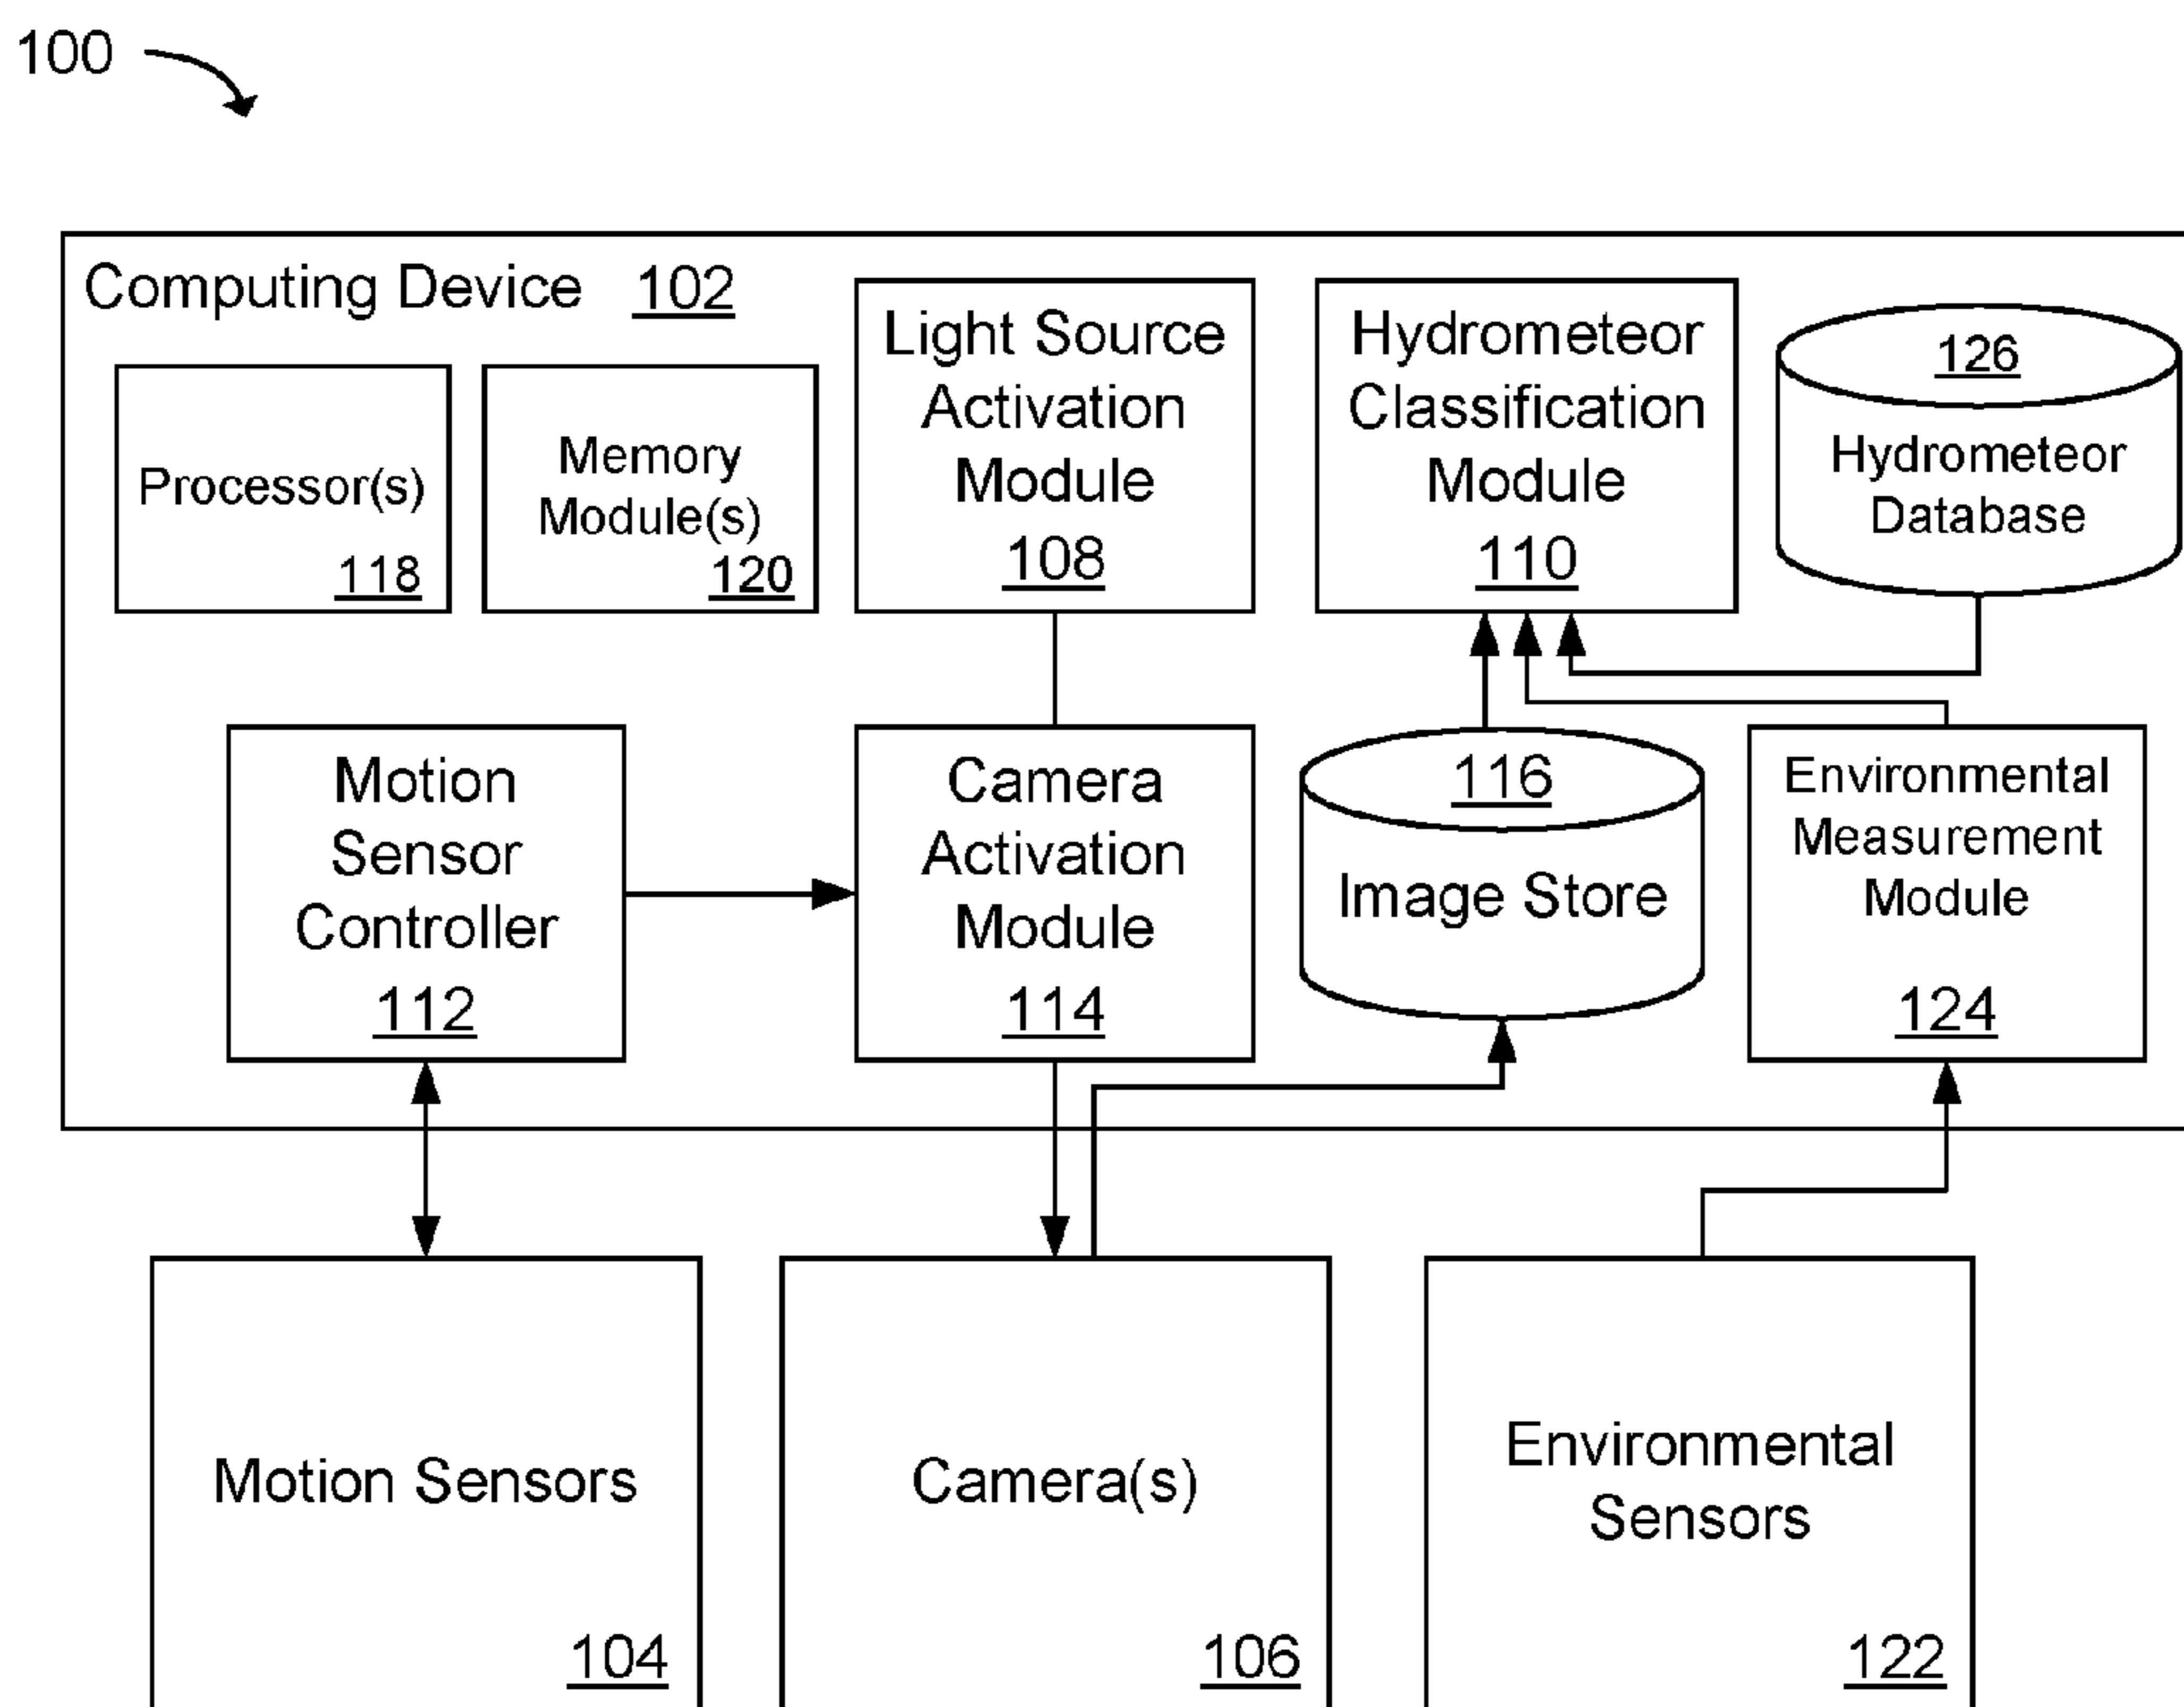 100
Computing Device 102
Processor(s)
118
Memory
Module(s)
120
Light Source
Activation
Module
108
Hydrometeor
Classification
Module
110
126
Hydrometeor
Database
Motion
Sensor
Controller
112
Camera
Activation
Module
114
116
Image Store
Environmental
Measurement
Module
124
Motion Sensors
104
Camera(s)
106
Environmental
Sensors
122